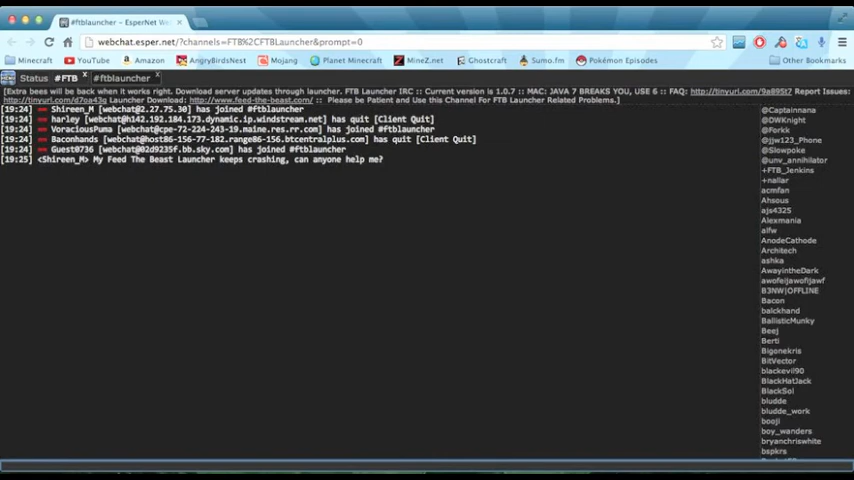 #ftblauncher – EsperNet We
webchat.esper.net/?channels=FTB%2CFTBLauncher&prompt=0
Minecraft YouTube Amazon AngryBirdsNest Mojang Planet Minecraft MineZ.net Ghostcraft Sumo.fm Pokémon Episodes Other Bookmarks
Status #FTB #ftblauncher
[Extra bees will be back when it works right. Download server updates through launcher. FTB Launcher IRC :: Current version is 1.0.7 :: MAC: JAVA 7 BREAKS YOU, USE 6 :: FAQ: http://tinyurl.com/9a895t7 Report Issues:
http://tinyurl.com/d7oa43g Launcher Download: http://www.feed-the-beast.com/ :: Please be Patient and Use this Channel For FTB Launcher Related Problems.]
[19:24] == Shireen_M [webchat@2.27.75.30] has joined #ftblauncher
[19:24] == harley [webchat@h142.192.184.173.dynamic.ip.windstream.net] has quit [Client Quit]
[19:24] == VoraciousPuma [webchat@cpe-72-224-243-19.maine.res.rr.com] has joined #ftblauncher
[19:24] == Baconhands [webchat@host86-156-77-182.range86-156.btcentralplus.com] has quit [Client Quit]
[19:24] == Guest0736 [webchat@02d9235f.bb.sky.com] has joined #ftblauncher
[19:25] <Shireen_M> My Feed The Beast Launcher keeps crashing, can anyone help me?
@Captainnana
@OWKnight
@Forkk
@jjw123_Phone
@Slowpoke
@unv_annihilator
+FTB_Jenkins
+nallar
acmfan
Ahsous
ajs4325
Alexmania
alfw
AnodeCathode
Architech
ashka
AwayintheDark
awofeijawofijawf
B3NW|OFFLINE
Bacon
balckhand
BallisticMunky
Beej
Berti
Bigonekris
BitVector
blackevil90
BlackHatJack
BlackSol
bludde
bludde_work
booji
boy_wanders
bryanchriswhite
bspkrs